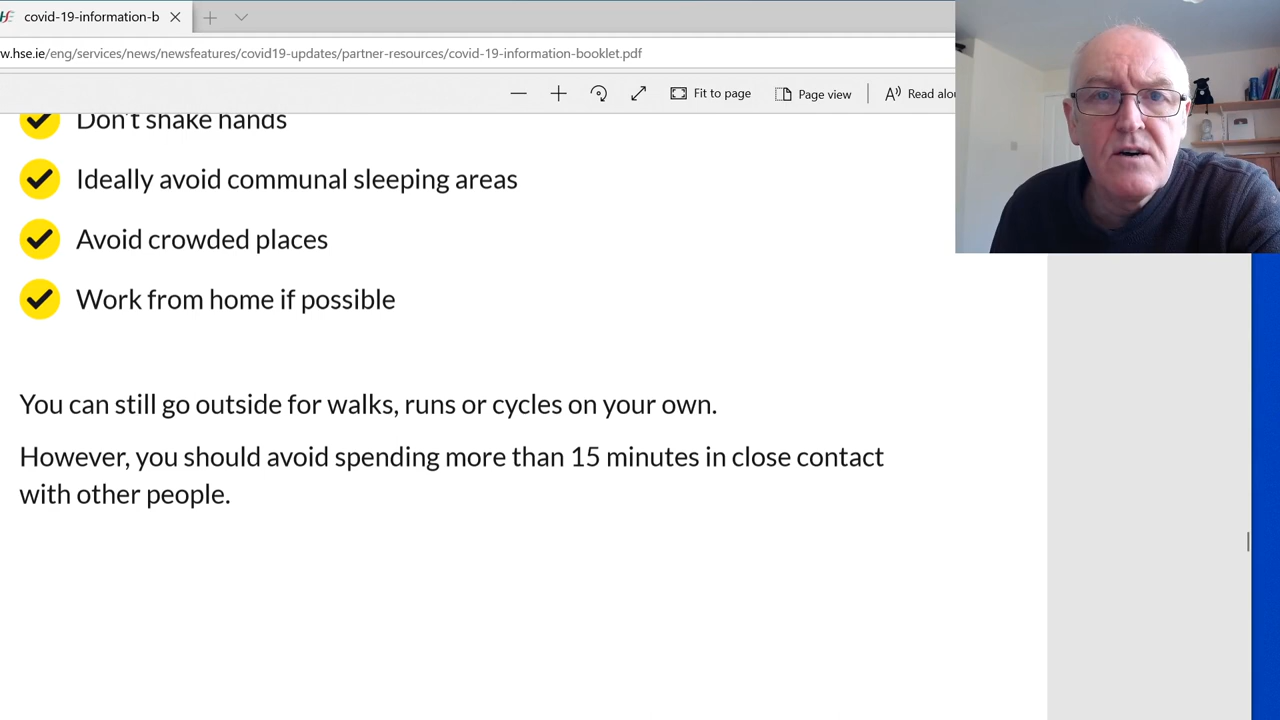 covid-19-information-b
w.hse.ie/eng/services/news/newsfeatures/covid19-updates/partner-resources/covid-19-information-booklet.pdf
Fit to page Page view Read alou
Don't shake hands
Ideally avoid communal sleeping areas
Avoid crowded places
Work from home if possible
You can still go outside for walks, runs or cycles on your own.
However, you should avoid spending more than 15 minutes in close contact
with other people.